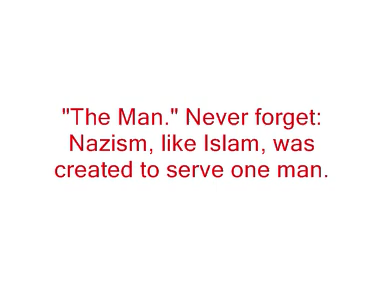 "The Man." Never forget:
Nazism, like Islam, was
created to serve one man.